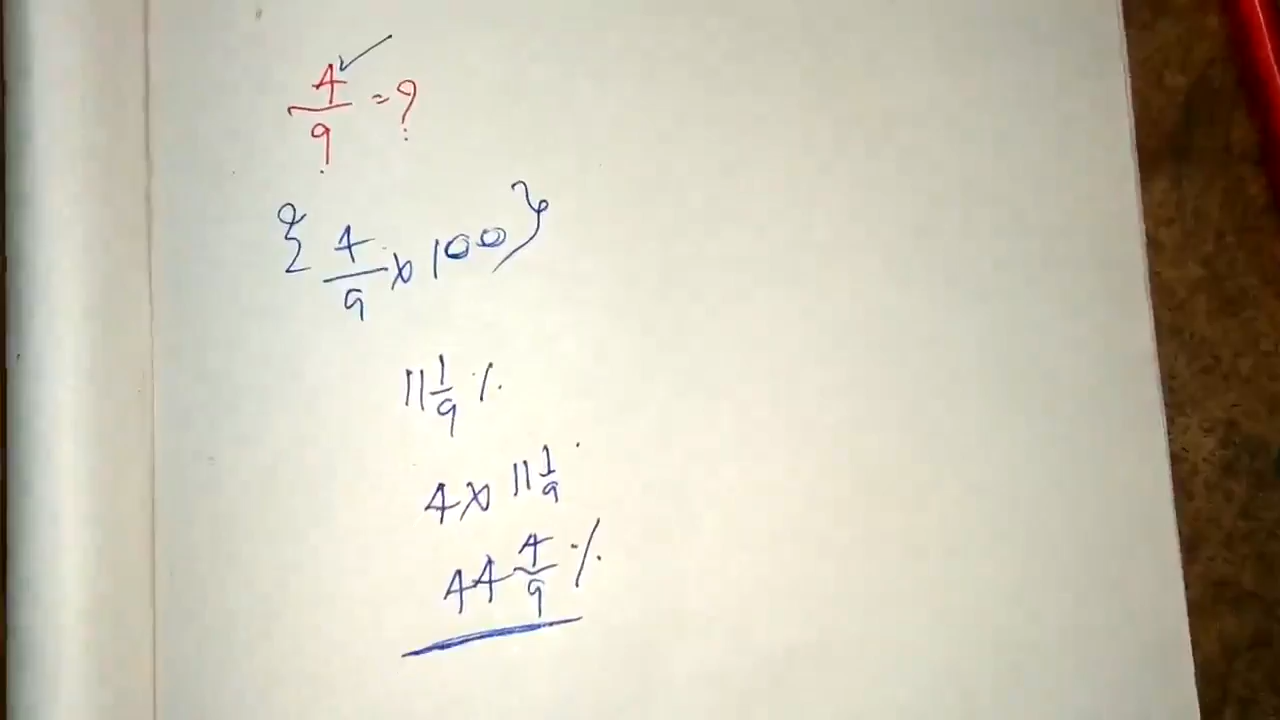 4/9 = ?
{ 4/9 × 100 }
11 1/9 %
4 × 11 1/9
44 4/9 %